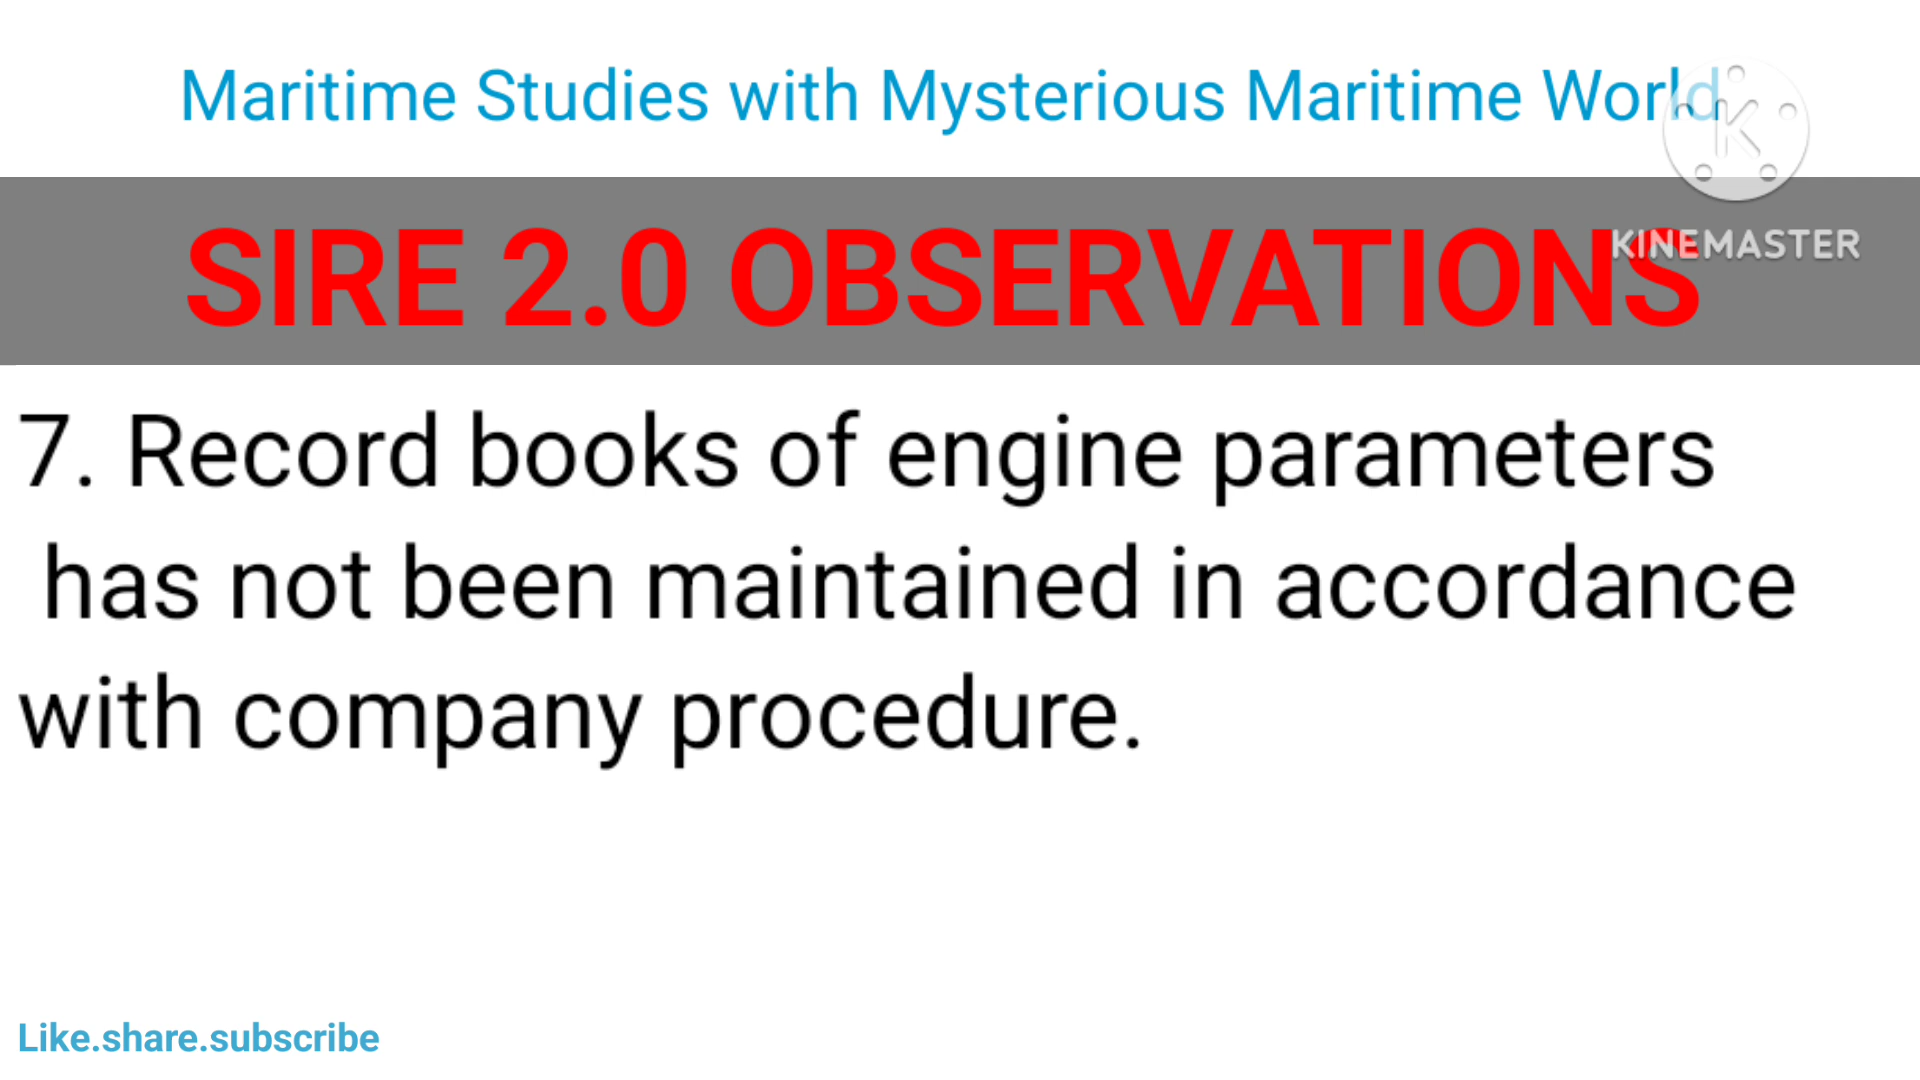 Maritime Studies with Mysterious Maritime World
K
KINEMASTER
SIRE 2.0 OBSERVATIONS
7. Record books of engine parameters
has not been maintained in accordance
with company procedure.
Like.share.subscribe